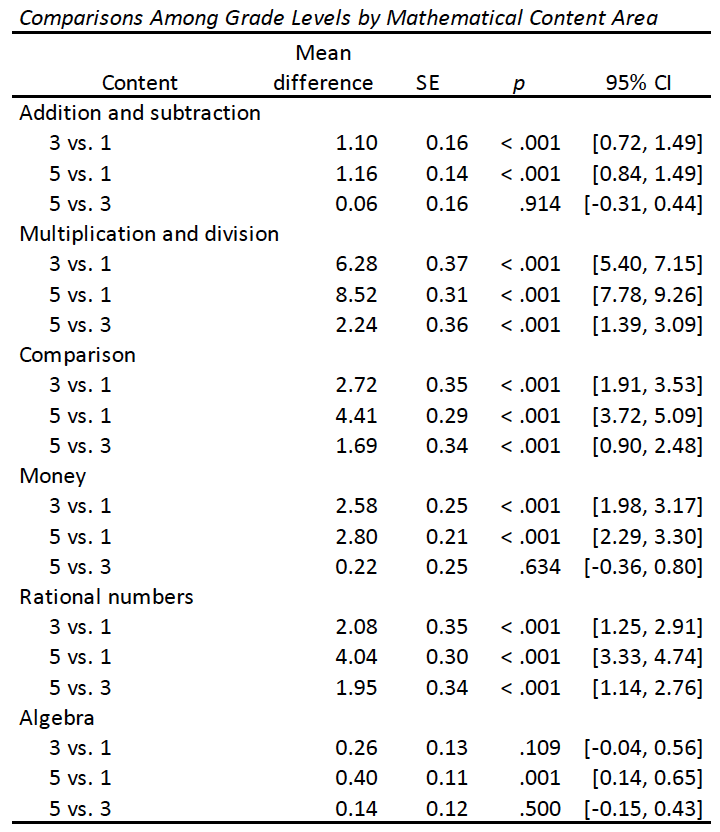 Comparisons Among Grade Levels by Mathematical Content Area
Mean
Content difference SE p 95% CI
Addition and subtraction
3 vs. 1 1.10 0.16 < .001 [0.72, 1.49]
5 vs. 1 1.16 0.14 < .001 [0.84, 1.49]
5 vs. 3 0.06 0.16 .914 [-0.31, 0.44]
Multiplication and division
3 vs. 1 6.28 0.37 < .001 [5.40, 7.15]
5 vs. 1 8.52 0.31 < .001 [7.78, 9.26]
5 vs. 3 2.24 0.36 < .001 [1.39, 3.09]
Comparison
3 vs. 1 2.72 0.35 < .001 [1.91, 3.53]
5 vs. 1 4.41 0.29 < .001 [3.72, 5.09]
5 vs. 3 1.69 0.34 < .001 [0.90, 2.48]
Money
3 vs. 1 2.58 0.25 < .001 [1.98, 3.17]
5 vs. 1 2.80 0.21 < .001 [2.29, 3.30]
5 vs. 3 0.22 0.25 .634 [-0.36, 0.80]
Rational numbers
3 vs. 1 2.08 0.35 < .001 [1.25, 2.91]
5 vs. 1 4.04 0.30 < .001 [3.33, 4.74]
5 vs. 3 1.95 0.34 < .001 [1.14, 2.76]
Algebra
3 vs. 1 0.26 0.13 .109 [-0.04, 0.56]
5 vs. 1 0.40 0.11 .001 [0.14, 0.65]
5 vs. 3 0.14 0.12 .500 [-0.15, 0.43]